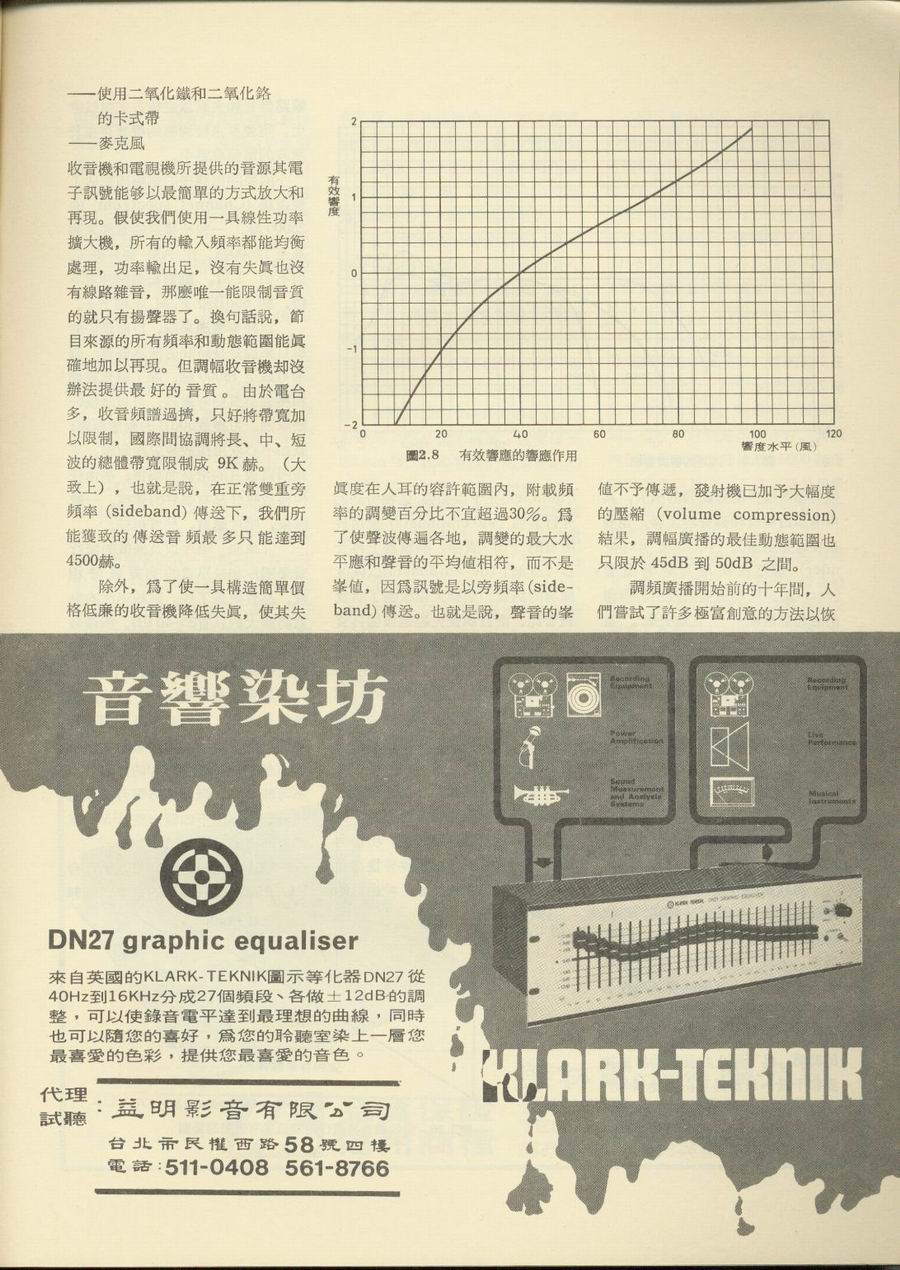 ——使用二氧化鐵和二氧化鉻
的卡式帶
——麥克風
收音機和電視機所提供的音源其電
子訊號能够以最簡單的方式放大和
再現。假使我們使用一具線性功率
擴大機，所有的輸入頻率都能均衡
處理，功率輸出足，沒有失眞也沒
有線路雜音，那麼唯一能限制音質
的就只有揚聲器了。換句話說，節
目來源的所有頻率和動態範圍能眞
確地加以再現。但調幅收音機却沒
辦法提供最好的音質。由於電台
多，收音頻譜過擠，只好將帶寬加
以限制，國際間協調將長、中、短
波的總體帶寬限制成 9K 赫。（大
致上），也就是說，在正常雙重旁
頻率 (sideband) 傳送下，我們所
能獲致的傳送音頻最多只能達到
4500赫。
除外，爲了使一具構造簡單價
格低廉的收音機降低失眞，使其失
有效響度
2
1
0
-1
-2
0 20 40 60 80 100 120
響度水平(風)
圖2.8 有效響應的響應作用
眞度在人耳的容許範圍內，附載頻
率的調變百分比不宜超過30%。爲
了使聲波傳遍各地，調變的最大水
平應和聲音的平均值相符，而不是
峯値，因爲訊號是以旁頻率 (side-
band) 傳送。也就是說，聲音的峯
值不予傳遞，發射機已加予大幅度
的壓縮 (volume compression)
結果，調幅廣播的最佳動態範圍也
只限於 45dB 到 50dB 之間。
調頻廣播開始前的十年間，人
們嘗試了許多極富創意的方法以恢
音響染坊
Recording
Equipment
Power
Amplification
Sound
Measurement
and Analysis
Systems
Recording
Equipment
Live
Performance
Musical
Instruments
KLARK-TEKNIK DN27 GRAPHIC EQUALISER
DN27 graphic equaliser
來自英國的KLARK-TEKNIK圖示等化器DN27從
40Hz到16KHz分成27個頻段、各做±12dB的調
整，可以使錄音電平達到最理想的曲線，同時
也可以隨您的喜好，爲您的聆聽室染上一層您
最喜愛的色彩，提供您最喜愛的音色。
KLARK-TEKNIK
代理
試聽：益明影音有限公司
台北市民權西路58號四樓
電話：511-0408 561-8766